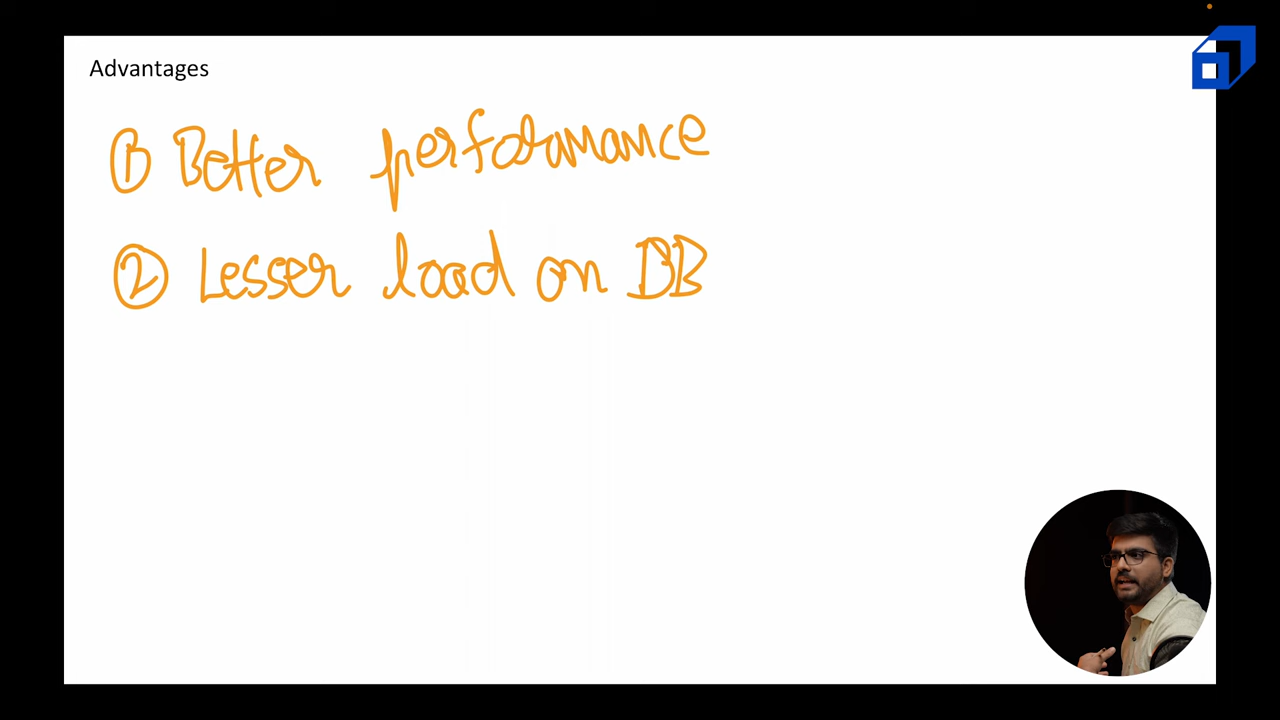 Advantages
① Better performance
② Lesser load on DB